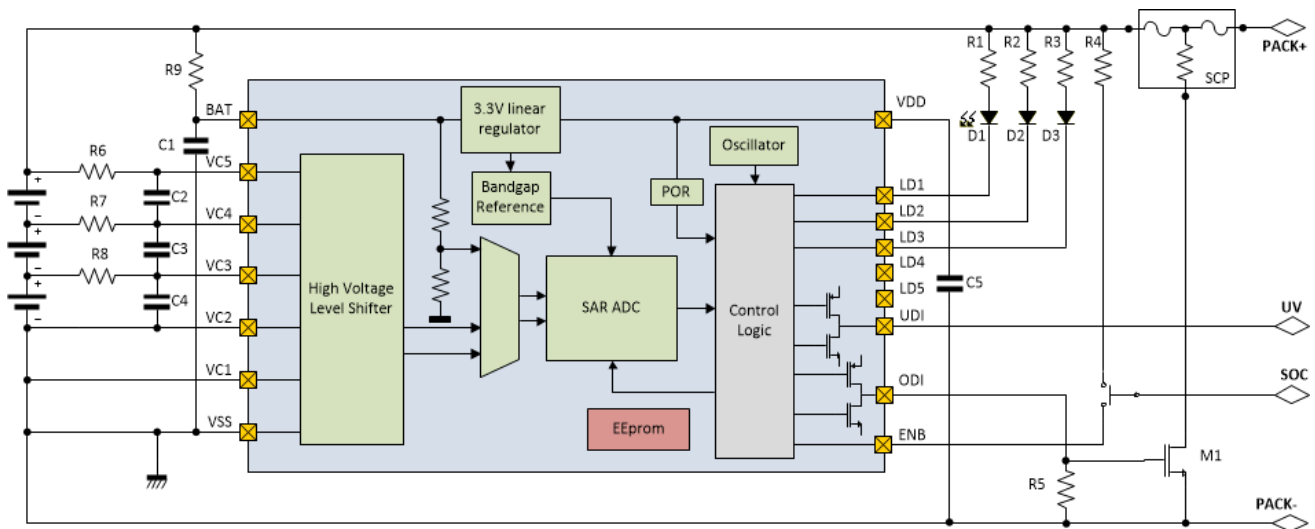 PACK+
R1
R2
R3
R4
SCP
R9
BAT
VDD
3.3V linear
regulator
C1
D1
D2
D3
Oscillator
R6
VC5
Bandgap
Reference
POR
C2
LD1
R7
VC4
LD2
C3
LD3
R8
VC3
High Voltage
Level Shifter
SAR ADC
Control
Logic
LD4
C5
LD5
C4
VC2
UDI
UV
VC1
ODI
SOC
EEprom
VSS
ENB
M1
R5
PACK-
+
−
+
−
+
−